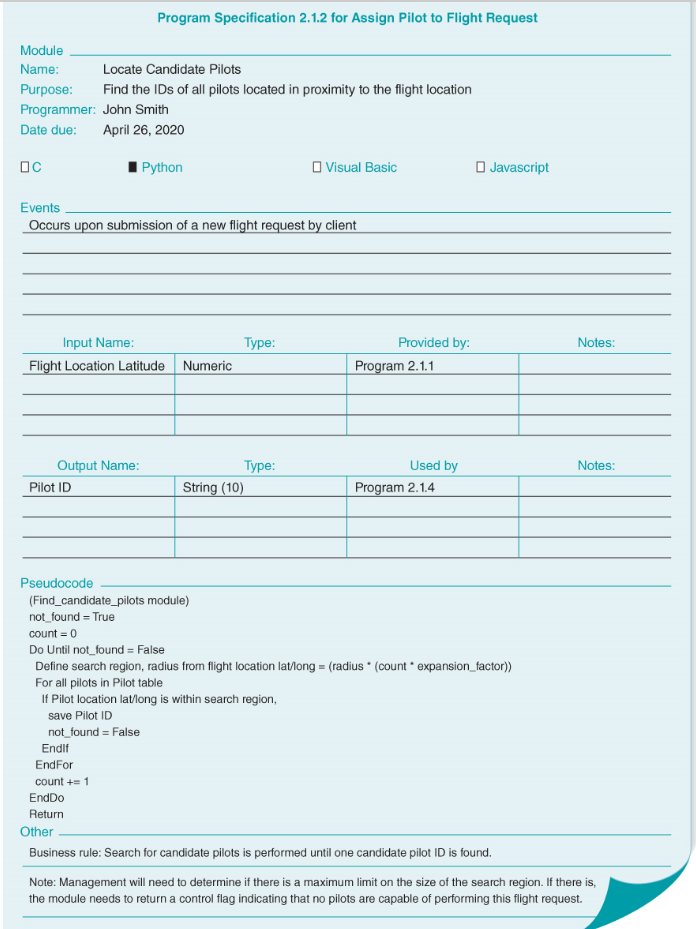 Program Specification 2.1.2 for Assign Pilot to Flight Request
Module
Name: Locate Candidate Pilots
Purpose: Find the IDs of all pilots located in proximity to the flight location
Programmer: John Smith
Date due: April 26, 2020
C Python Visual Basic Javascript
Events
Occurs upon submission of a new flight request by client
Input Name: Type: Provided by: Notes:
Flight Location Latitude Numeric Program 2.1.1
Output Name: Type: Used by Notes:
Pilot ID String (10) Program 2.1.4
Pseudocode
(Find_candidate_pilots module)
not_found = True
count = 0
Do Until not_found = False
Define search region, radius from flight location lat/long = (radius * (count * expansion_factor))
For all pilots in Pilot table
If Pilot location lat/long is within search region,
save Pilot ID
not_found = False
EndIf
EndFor
count += 1
EndDo
Return
Other
Business rule: Search for candidate pilots is performed until one candidate pilot ID is found.
Note: Management will need to determine if there is a maximum limit on the size of the search region. If there is,
the module needs to return a control flag indicating that no pilots are capable of performing this flight request.